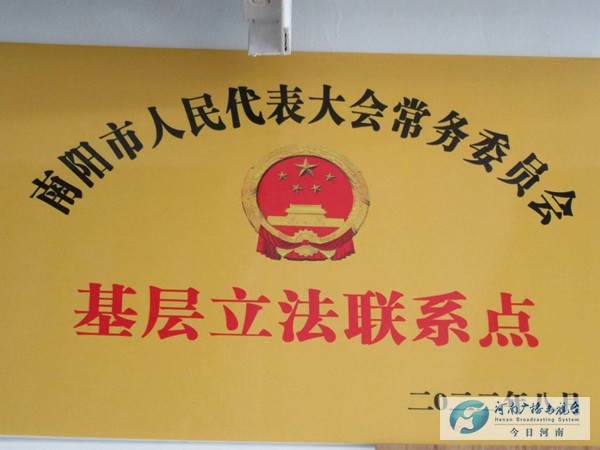 南阳市人民代表大会常务委员会
基层立法联系点
二〇二二年八月
河南广播电视台
Henan Broadcasting System
今日河南